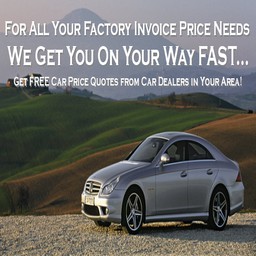 For All Your Factory Invoice Price Needs
We Get You On Your Way FAST...
Get FREE Car Price Quotes from Car Dealers in Your Area!